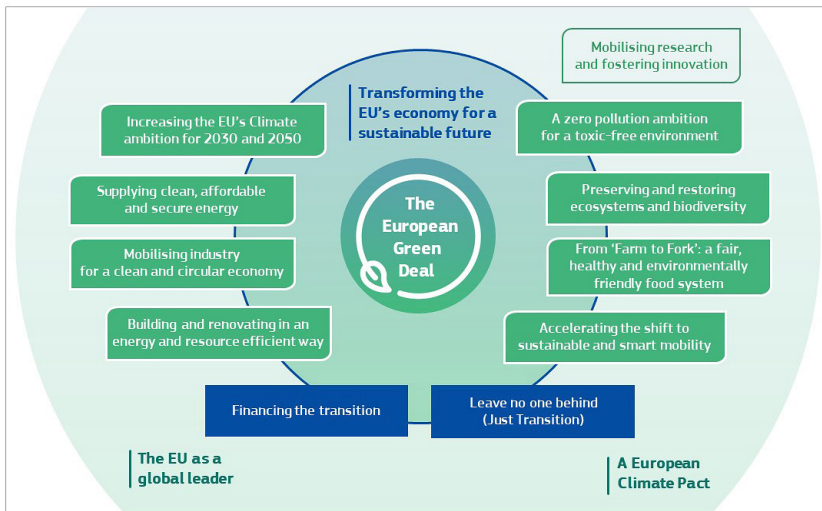 Mobilising research
and fostering innovation
Transforming the
EU's economy for a
sustainable future
Increasing the EU's Climate
ambition for 2030 and 2050
A zero pollution ambition
for a toxic-free environment
Supplying clean, affordable
and secure energy
Preserving and restoring
ecosystems and biodiversity
The
European
Green
Deal
Mobilising industry
for a clean and circular economy
From 'Farm to Fork': a fair,
healthy and environmentally
friendly food system
Building and renovating in an
energy and resource efficient way
Accelerating the shift to
sustainable and smart mobility
Financing the transition
Leave no one behind
(Just Transition)
The EU as a
global leader
A European
Climate Pact